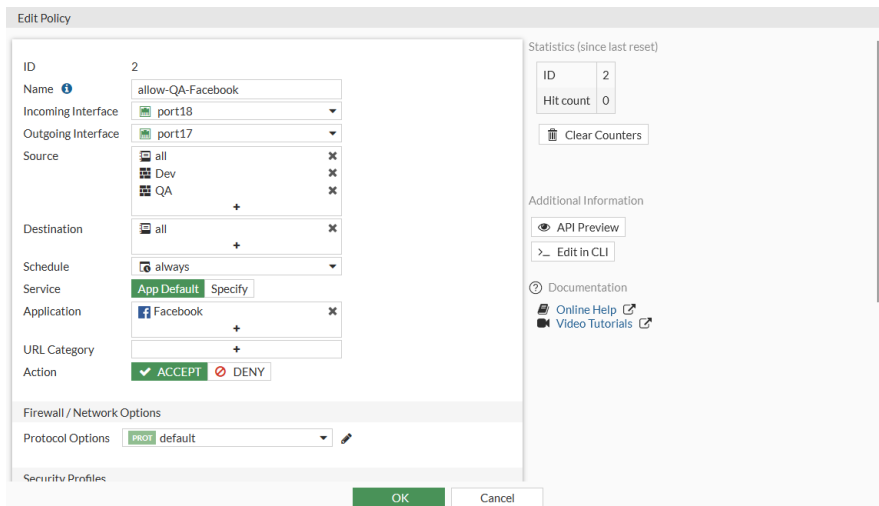 Edit Policy
ID 2
Name allow-QA-Facebook
Incoming Interface port18
Outgoing Interface port17
Source all
Dev
QA
+
Destination all
+
Schedule always
Service App Default Specify
Application Facebook
+
URL Category +
Action ACCEPT DENY
Firewall / Network Options
Protocol Options PROT default
Security Profiles
OK Cancel
Statistics (since last reset)
ID 2
Hit count 0
Clear Counters
Additional Information
API Preview
>_ Edit in CLI
Documentation
Online Help
Video Tutorials